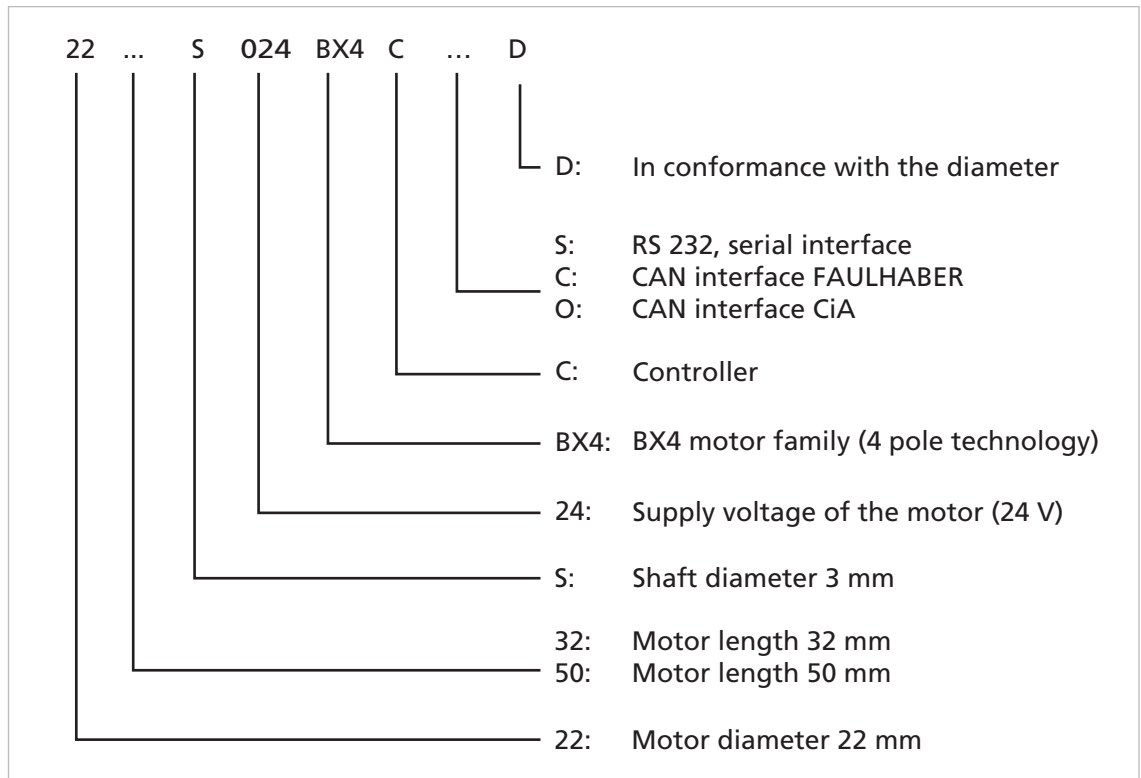 22 ... S 024 BX4 C ... D
D: In conformance with the diameter
S: RS 232, serial interface
C: CAN interface FAULHABER
O: CAN interface CiA
C: Controller
BX4: BX4 motor family (4 pole technology)
24: Supply voltage of the motor (24 V)
S: Shaft diameter 3 mm
32: Motor length 32 mm
50: Motor length 50 mm
22: Motor diameter 22 mm